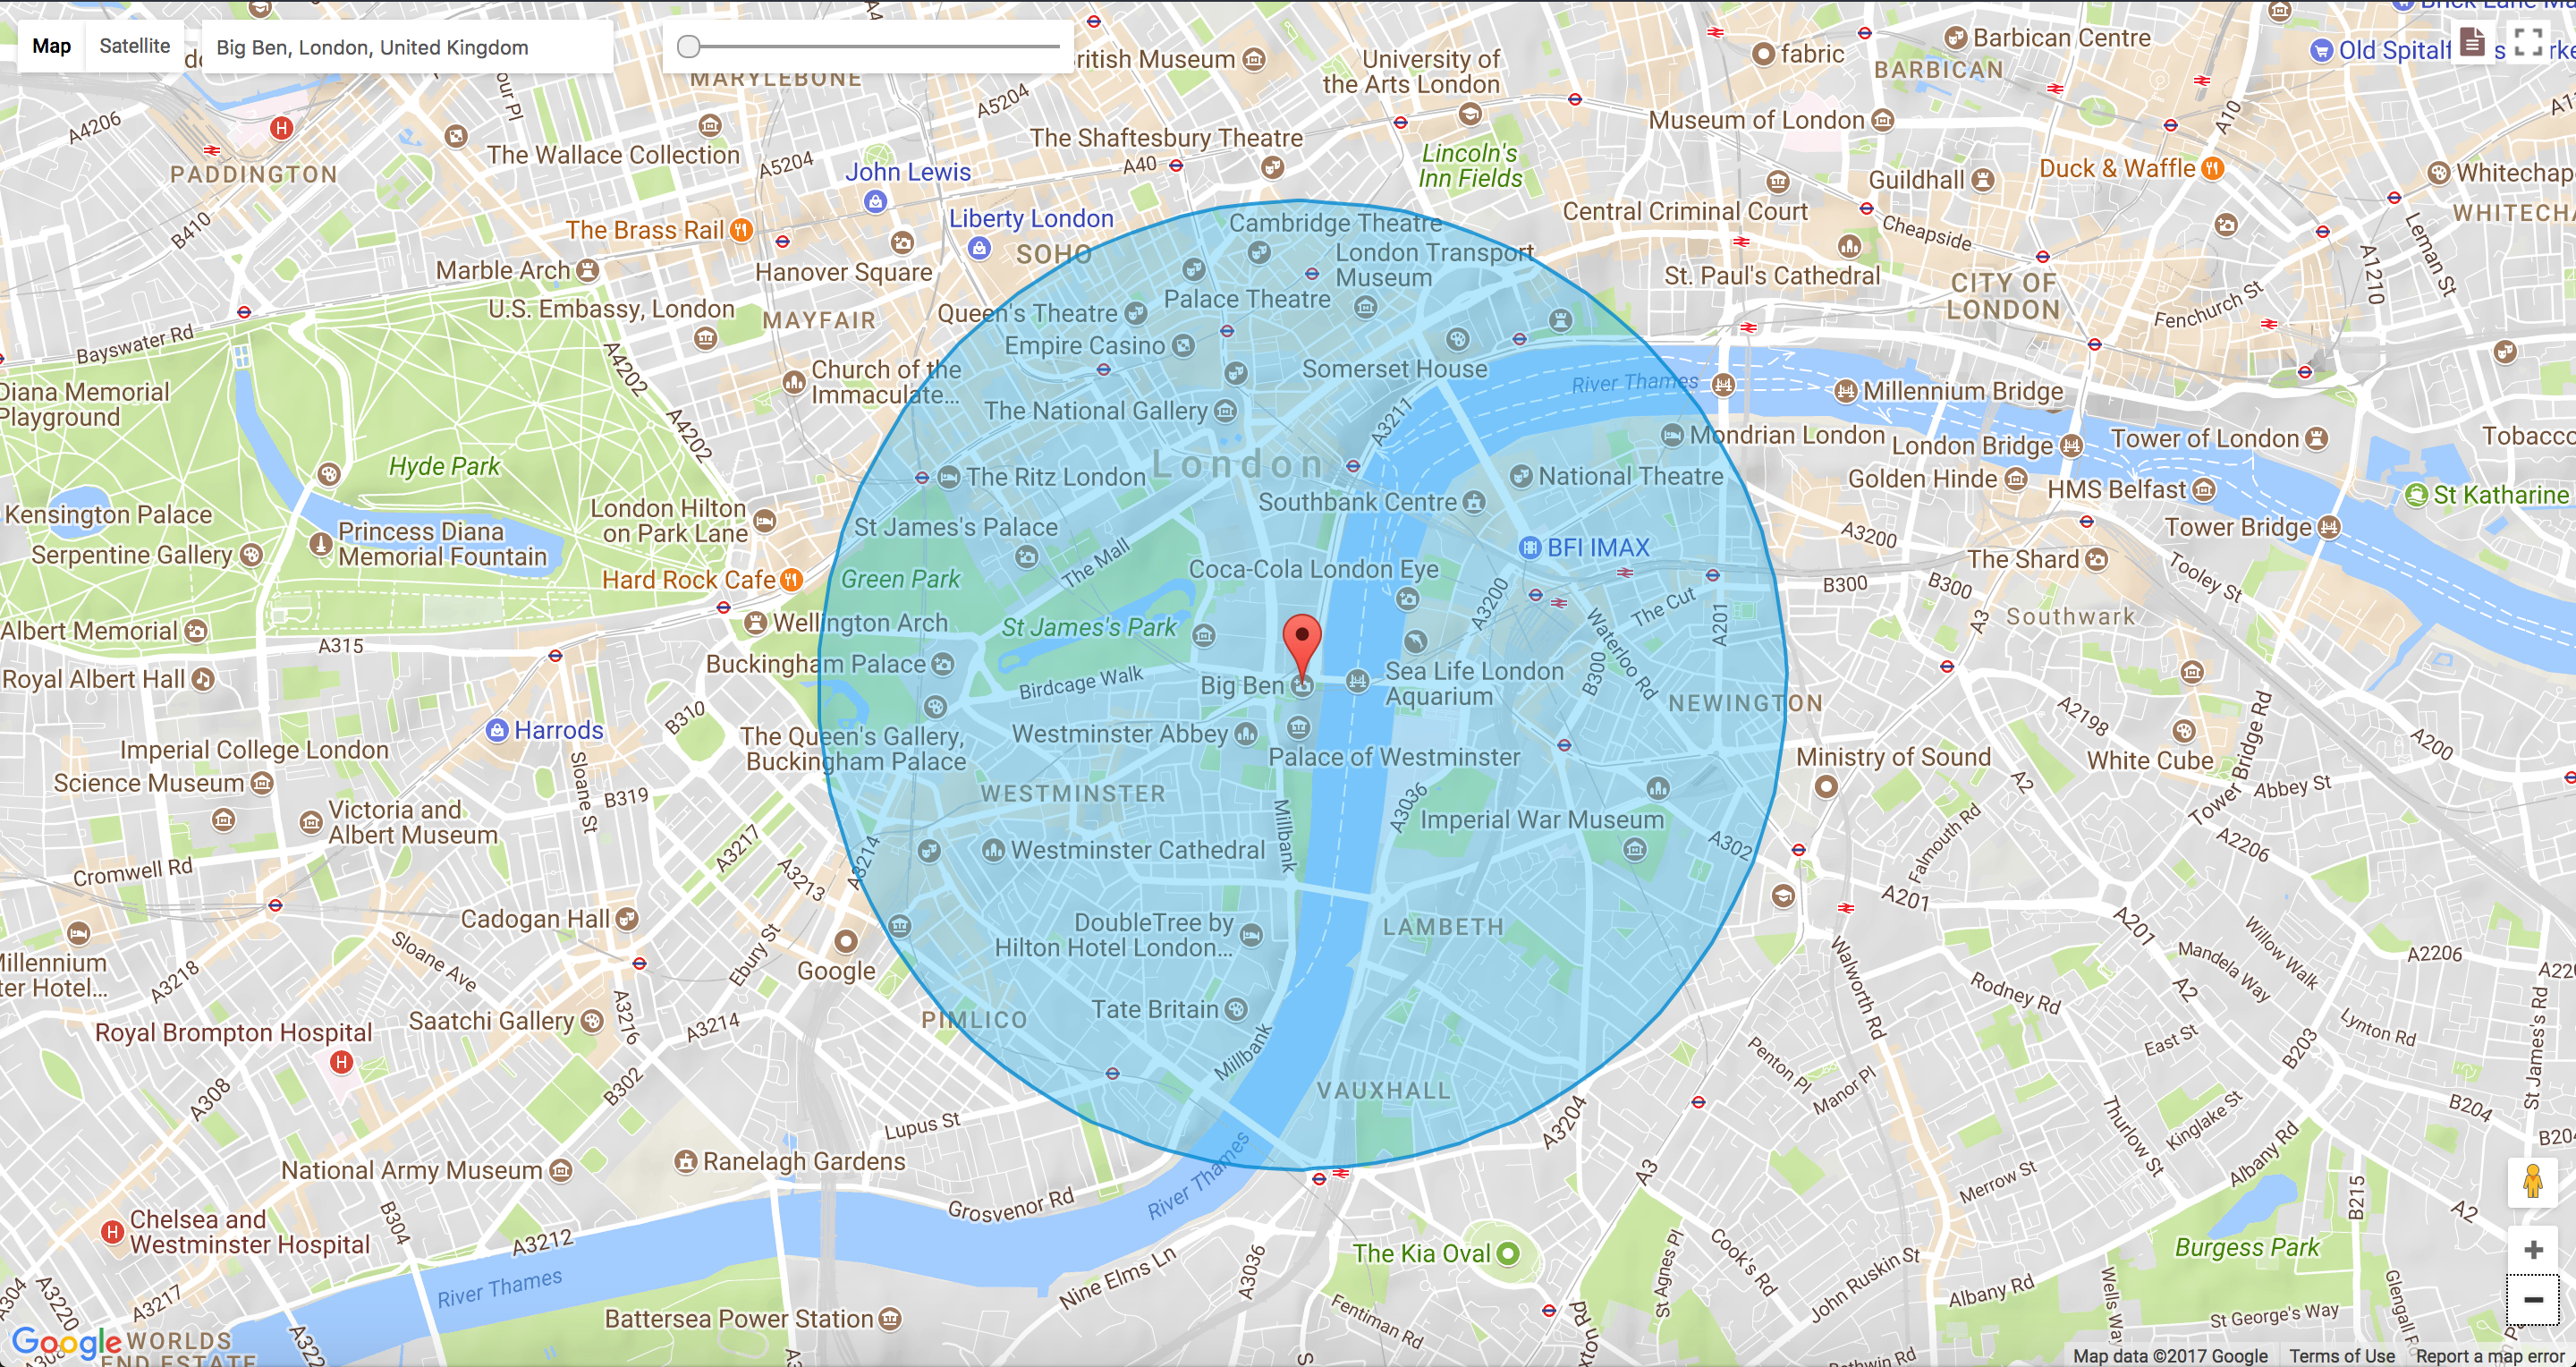 Map
Satellite
Big Ben, London, United Kingdom
MARYLEBONE
ritish Museum
University of
the Arts London
fabric
Barbican Centre
BARBICAN
Old Spitalf
A4206
PADDINGTON
The Wallace Collection
A5204
A5204
The Shaftesbury Theatre
A40
Lincoln's
Inn Fields
Museum of London
A10
Duck & Waffle
Guildhall
Whitechap
WHITECHA
John Lewis
Liberty London
SOHO
B410
The Brass Rail
Marble Arch
Hanover Square
U.S. Embassy, London
MAYFAIR
Cambridge Theatre
London Transport
Museum
Palace Theatre
Queen's Theatre
Empire Casino
Central Criminal Court
Cheapside
St. Paul's Cathedral
CITY OF
LONDON
Fenchurch St
A1210
Leman St
Bayswater Rd
A4202
A4202
Church of the
Immaculate...
Somerset House
River Thames
Millennium Bridge
Diana Memorial
Playground
The National Gallery
A3211
Mondrian London
London Bridge
Tower of London
Tobacco
Hyde Park
London
The Ritz London
National Theatre
Golden Hinde
HMS Belfast
St Katharine
Kensington Palace
London Hilton
on Park Lane
St James's Palace
Southbank Centre
Tower Bridge
Princess Diana
Memorial Fountain
Serpentine Gallery
The Mall
BFI IMAX
A3200
The Shard
Tooley St
Hard Rock Cafe
Green Park
Coca-Cola London Eye
A3200
The Cut
A201
B300
B300
A3
Southwark
Albert Memorial
A315
Wellington Arch
St James's Park
Waterloo Rd
B300
Royal Albert Hall
Buckingham Palace
Birdcage Walk
Big Ben
Sea Life London
Aquarium
NEWINGTON
A2198
Tower Bridge Rd
A200
Harrods
B310
The Queen's Gallery,
Buckingham Palace
Westminster Abbey
Palace of Westminster
Ministry of Sound
White Cube
Imperial College London
Science Museum
Sloane St
B319
WESTMINSTER
Millbank
A3036
A2
Abbey St
Victoria and
Albert Museum
A3217
A3213
A3214
Westminster Cathedral
Imperial War Museum
A302
Falmouth Rd
A2206
Cromwell Rd
Cadogan Hall
DoubleTree by
Hilton Hotel London...
LAMBETH
A201
A201
Willow Walk
A2206
Millennium
ter Hotel...
A3218
Sloane Ave
Ebury St
Google
Walworth Rd
Mandela Way
A2
Rodney Rd
Royal Brompton Hospital
Saatchi Gallery
A3216
A3214
PIMLICO
Tate Britain
Millbank
East St
Lynton Rd
B203
St James's Rd
A308
B302
Lupus St
VAUXHALL
A3204
Penton Pl
Manor Pl
Thurlow St
Kinglake St
B204
National Army Museum
Ranelagh Gardens
Grosvenor Rd
River Thames
A3
Merrow St
Albany Rd
B215
A2
Chelsea and
Westminster Hospital
B304
A3212
Nine Elms Ln
A3036
The Kia Oval
St Agnes Pl
Cook's Rd
John Ruskin St
Burgess Park
A304
A3220
A3217
River Thames
Battersea Power Station
Fentiman Rd
Albany Rd
Wells Way
St George's Way
Google
WORLDS
END ESTATE
Map data ©2017 Google
Terms of Use
Report a map error